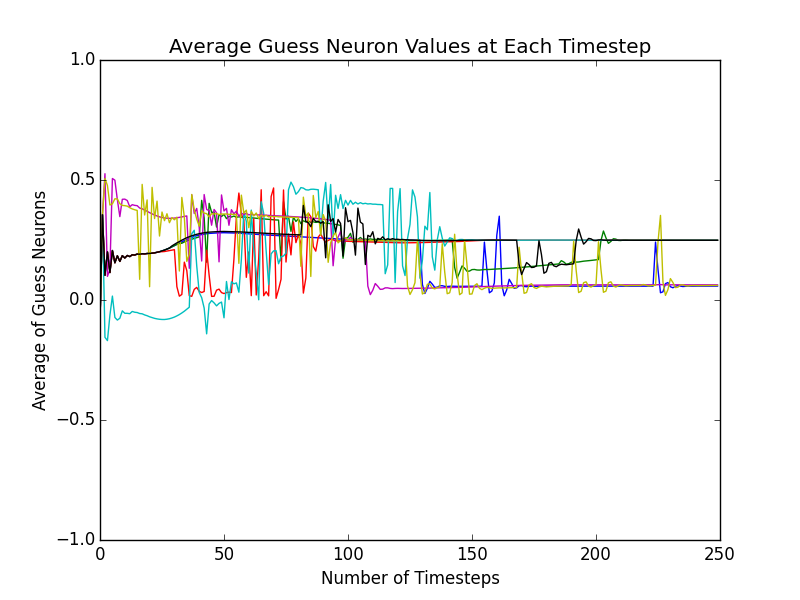 Average Guess Neuron Values at Each Timestep
1.0
0.5
0.0
−0.5
−1.0
Average of Guess Neurons
0 50 100 150 200 250
Number of Timesteps